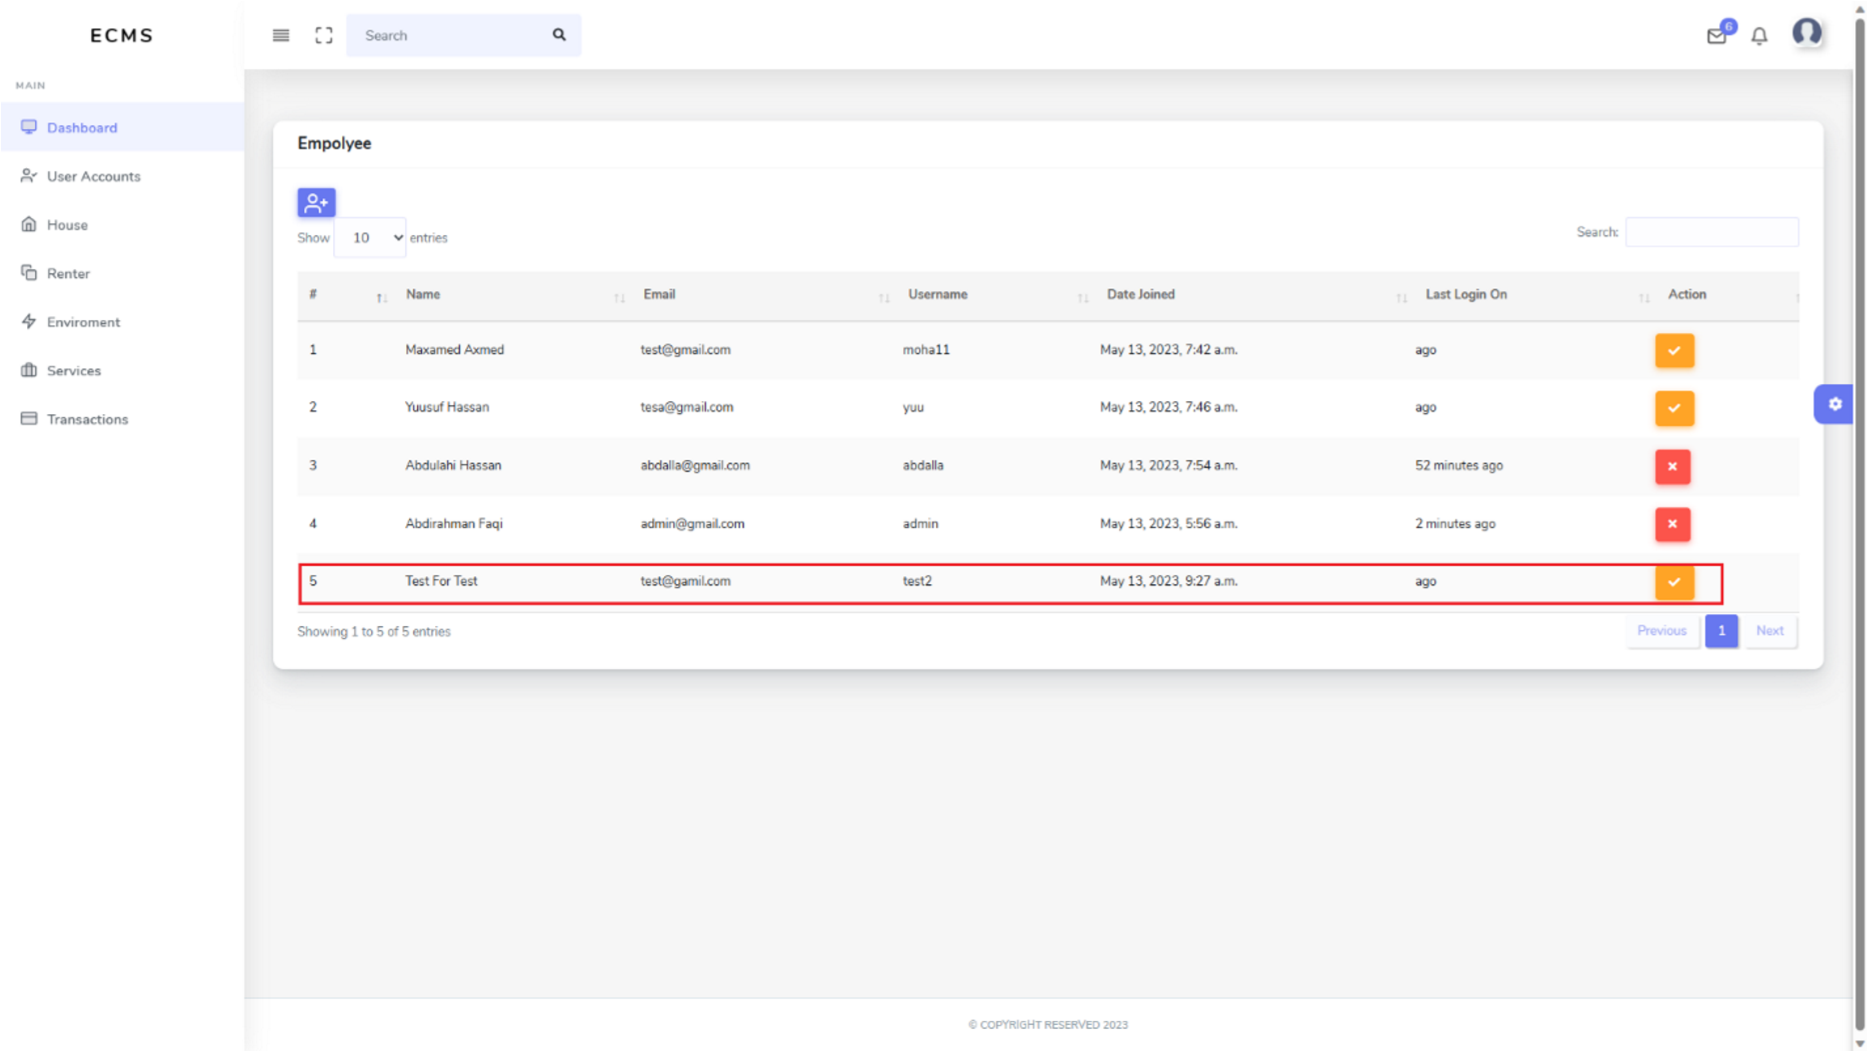 ECMS
Search
6
MAIN
Dashboard
User Accounts
House
Renter
Enviroment
Services
Transactions
Empolyee
Show 10 entries
Search:
# Name Email Username Date Joined Last Login On Action
1 Maxamed Axmed test@gmail.com moha11 May 13, 2023, 7:42 a.m. ago
2 Yuusuf Hassan tesa@gmail.com yuu May 13, 2023, 7:46 a.m. ago
3 Abdulahi Hassan abdalla@gmail.com abdalla May 13, 2023, 7:54 a.m. 52 minutes ago
4 Abdirahman Faqi admin@gmail.com admin May 13, 2023, 5:56 a.m. 2 minutes ago
5 Test For Test test@gamil.com test2 May 13, 2023, 9:27 a.m. ago
Showing 1 to 5 of 5 entries
Previous 1 Next
© COPYRİGHT RESERVED 2023